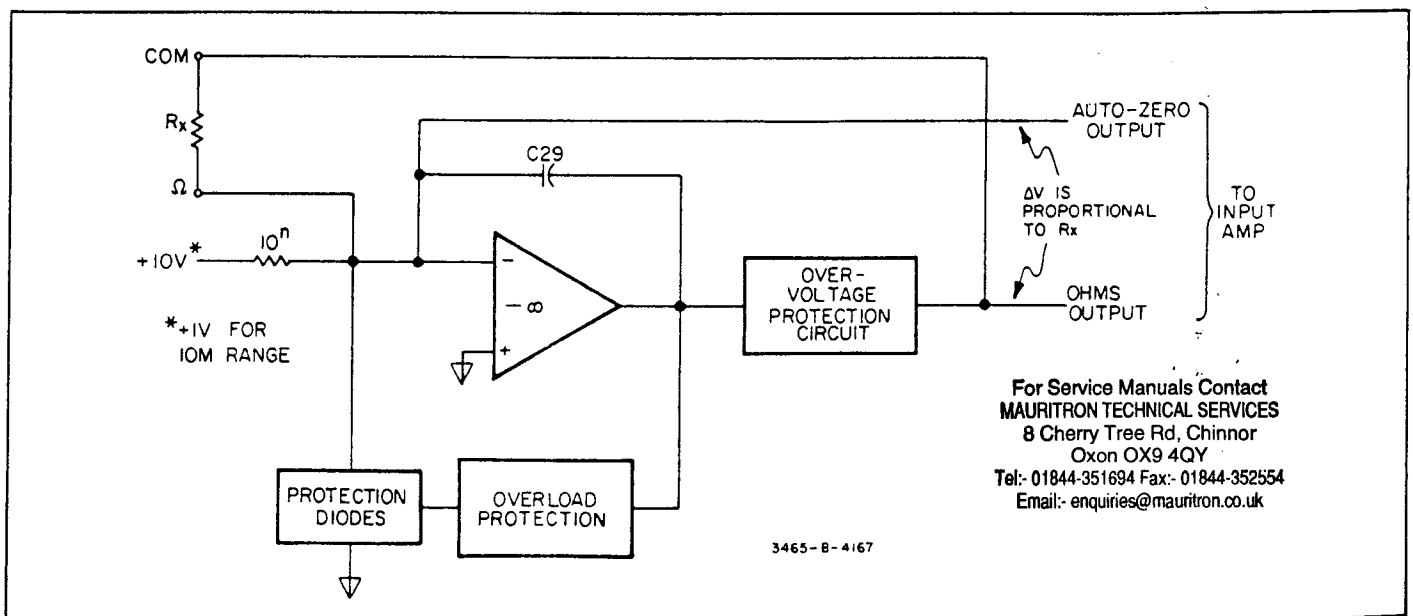 COM
Rx
Ω
+10V*
10ⁿ
*+1V FOR
10M RANGE
C29
−
−∞
+
PROTECTION
DIODES
OVERLOAD
PROTECTION
OVER-
VOLTAGE
PROTECTION
CIRCUIT
AUTO-ZERO
OUTPUT
ΔV IS
PROPORTIONAL
TO Rx
OHMS
OUTPUT
TO
INPUT
AMP
3465-B-4167
For Service Manuals Contact
MAURITRON TECHNICAL SERVICES
8 Cherry Tree Rd, Chinnor
Oxon OX9 4QY
Tel:- 01844-351694 Fax:- 01844-352554
Email:- enquiries@mauritron.co.uk